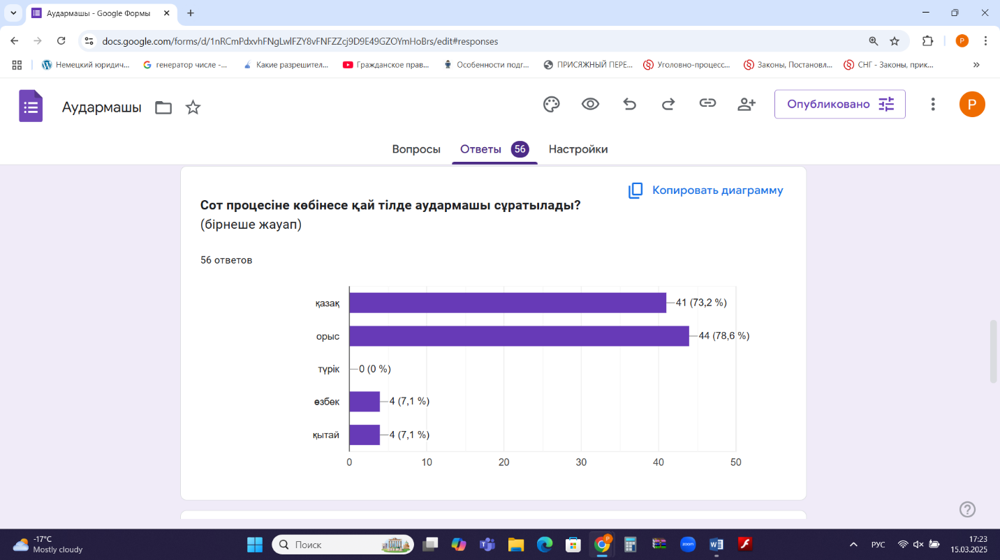 Аудармашы - Google Формы
docs.google.com/forms/d/1nRCmPdxvhFNgLwlFZY8vFNFZZcj9D9E49GZOYmHoBrs/edit#responses
Немецкий юридич... генератор числе -... Какие разрешител... Гражданское прав... Особенности подг... ПРИСЯЖНЫЙ ПЕРЕ... Уголовно-процесс... Законы, Постановл... СНГ - Законы, прик...
Аудармашы
Опубликовано
P
Вопросы Ответы 56 Настройки
Копировать диаграмму
Сот процесіне көбінесе қай тілде аудармашы сұратылады?
(бірнеше жауап)
56 ответов
қазақ 41 (73,2 %)
орыс 44 (78,6 %)
түрік 0 (0 %)
өзбек 4 (7,1 %)
қытай 4 (7,1 %)
0 10 20 30 40 50
-17°C
Mostly cloudy
Поиск
zoom
РУС
17:23
15.03.2025